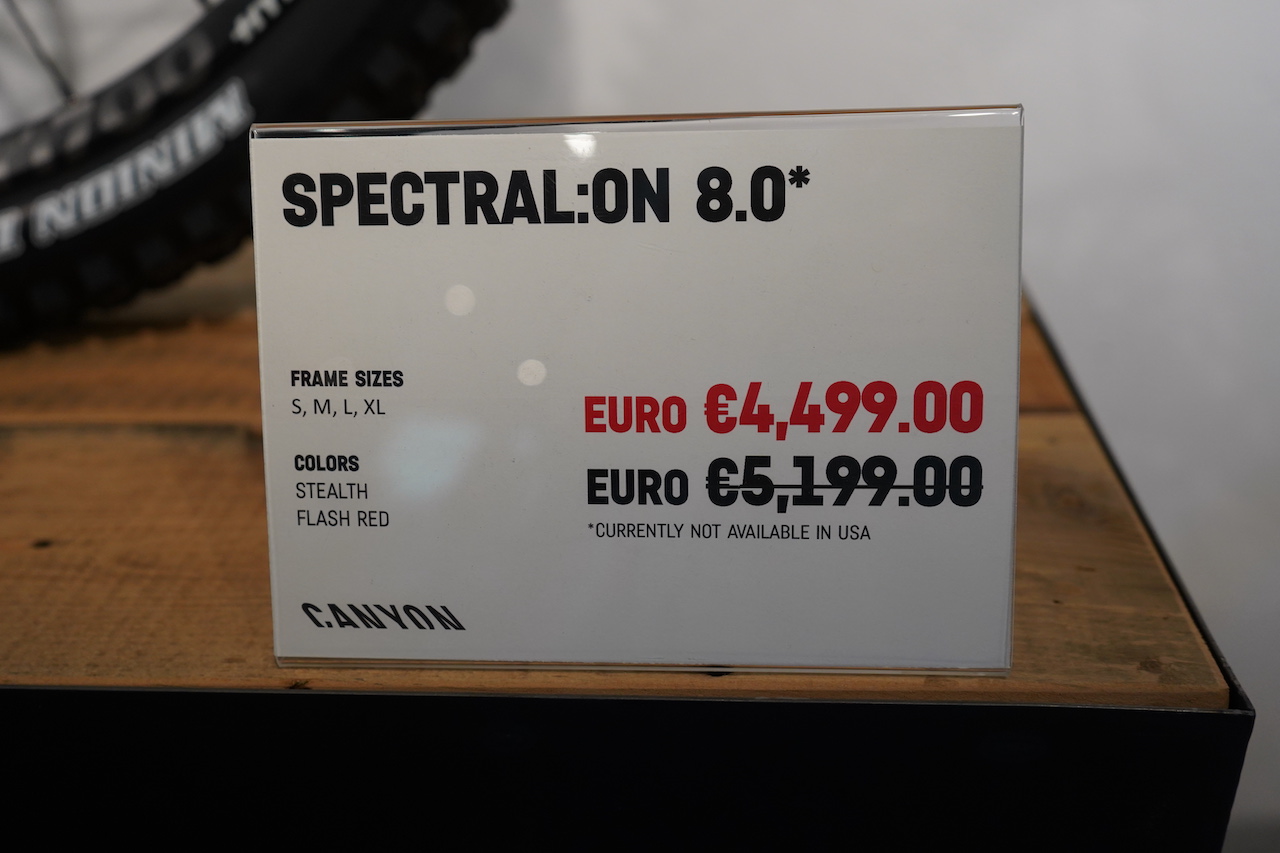 MINION
SPECTRAL:ON 8.0*
FRAME SIZES
S, M, L, XL
COLORS
STEALTH
FLASH RED
EURO €4,499.00
EURO €5,199.00
*CURRENTLY NOT AVAILABLE IN USA
CANYON